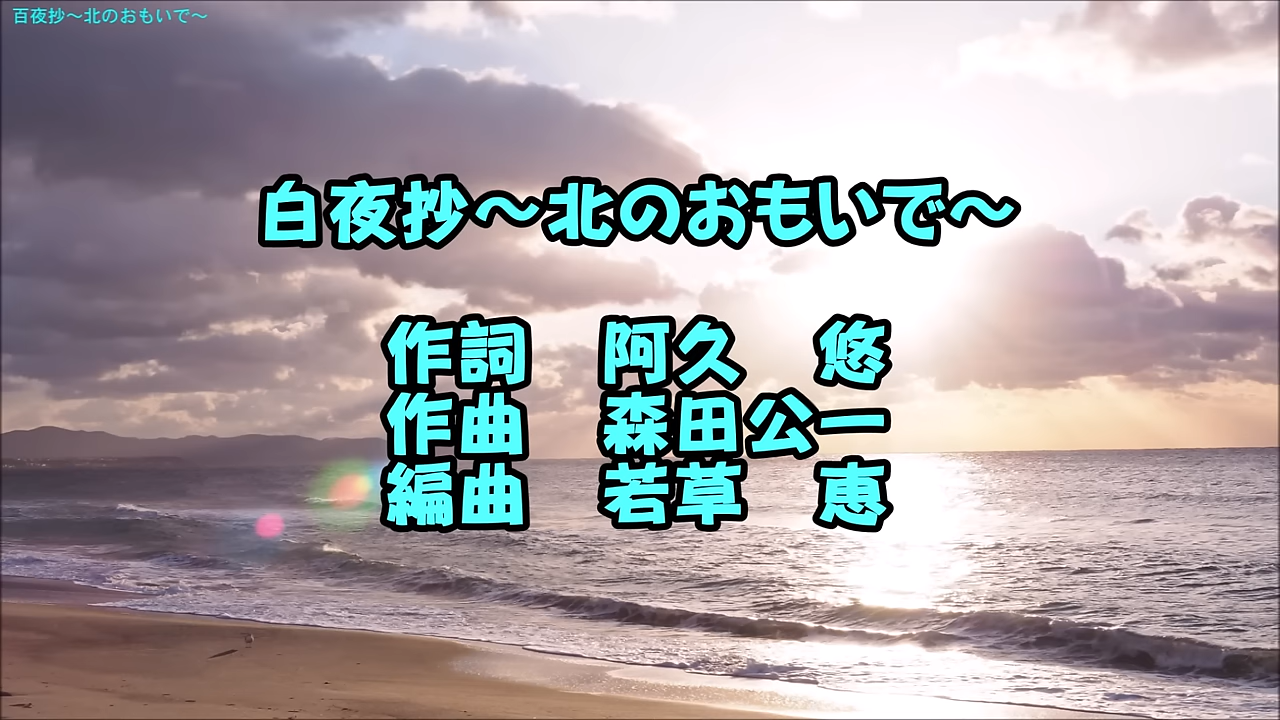 百夜抄～北のおもいで～
白夜抄～北のおもいで～
作詞　阿久　悠
作曲　森田公一
編曲　若草　恵